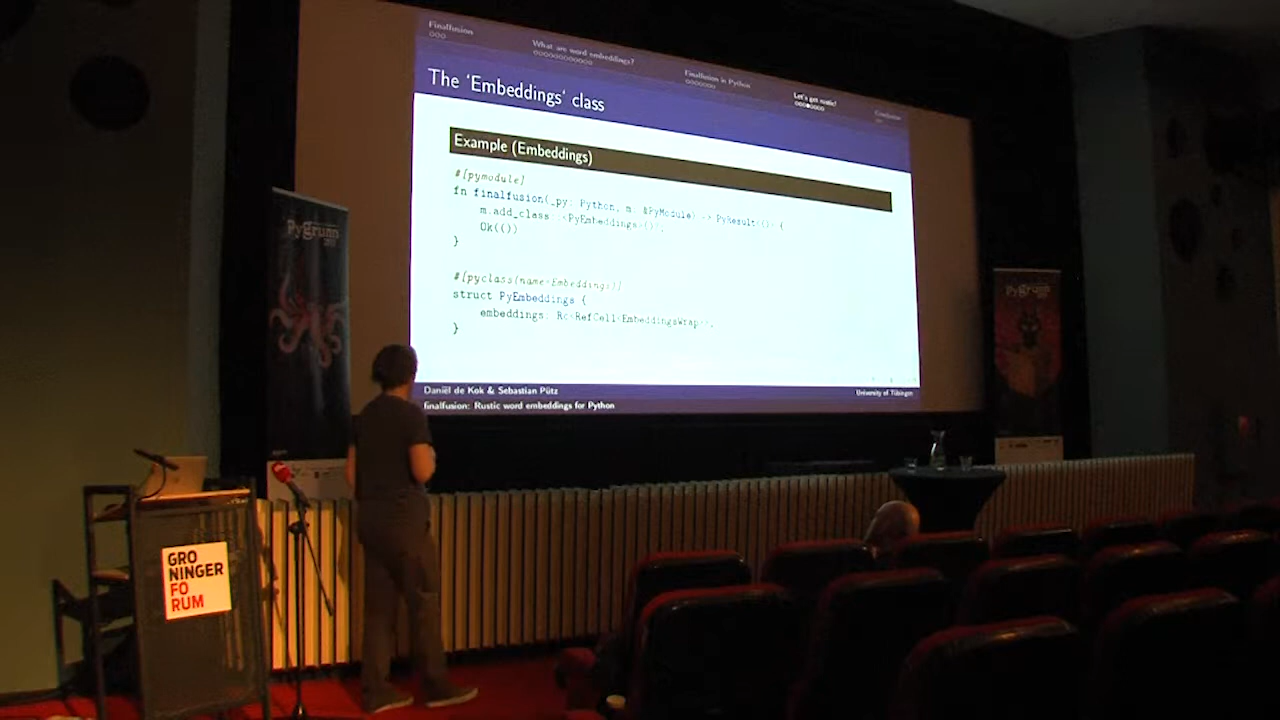 Finalfusion
What are word embeddings?
Finalfusion in Python
Let's get rustic!
Conclusion
The ‘Embeddings‘ class
Example (Embeddings)
#[pymodule]
fn finalfusion(_py: Python, m: &PyModule) -> PyResult<()> {
m.add_class::<PyEmbeddings>()?;
Ok(())
}
#[pyclass(name=Embeddings)]
struct PyEmbeddings {
embeddings: Rc<RefCell<EmbeddingsWrap>>,
}
Daniël de Kok & Sebastian Pütz
University of Tübingen
finalfusion: Rustic word embeddings for Python
PyGrunn
PyGrunn
GRO
NINGER
FO
RUM